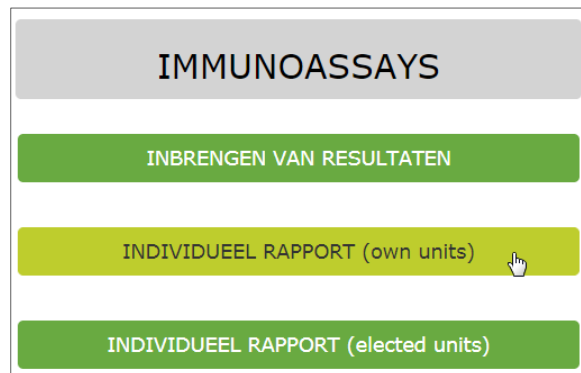 IMMUNOASSAYS
INBRENGEN VAN RESULTATEN
INDIVIDUEEL RAPPORT (own units)
INDIVIDUEEL RAPPORT (elected units)